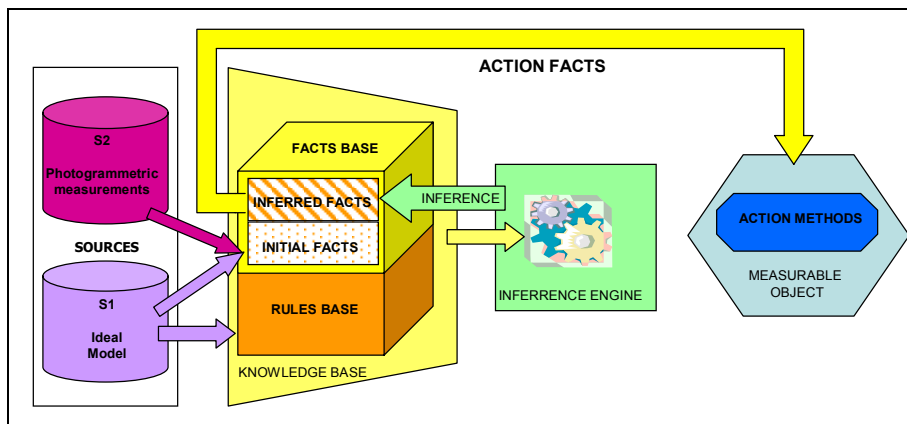 ACTION FACTS
S2
Photogrammetric
measurements
SOURCES
S1
Ideal
Model
FACTS BASE
INFERRED FACTS
INITIAL FACTS
RULES BASE
KNOWLEDGE BASE
INFERENCE
INFERRENCE ENGINE
ACTION METHODS
MEASURABLE
OBJECT